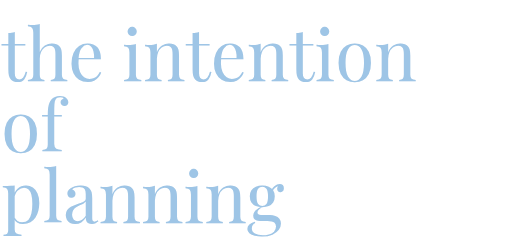 the intention
of
planning